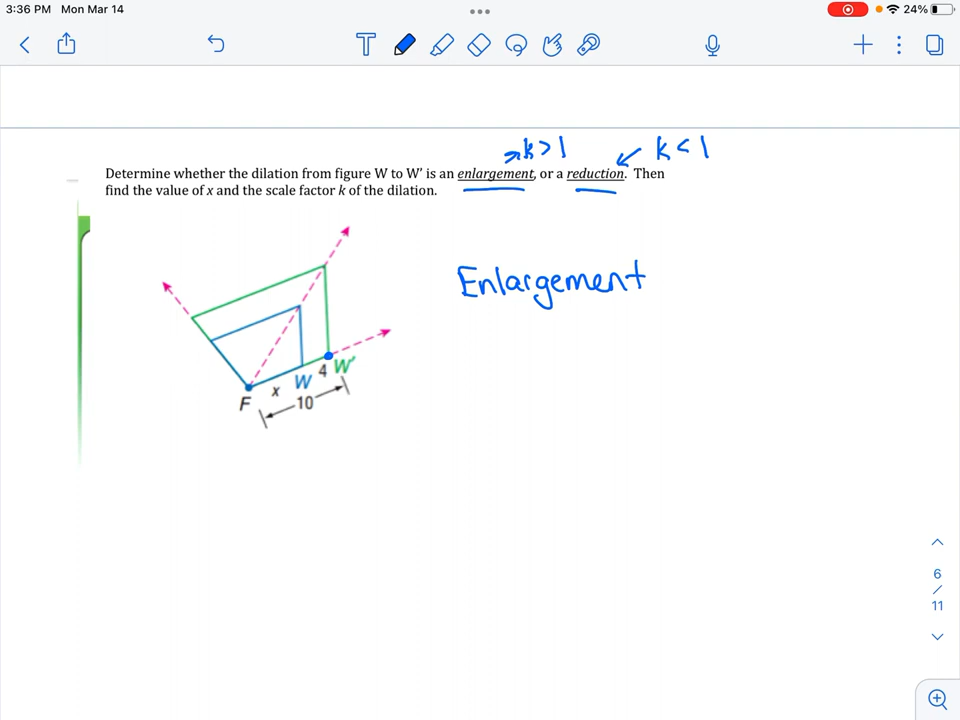 3:36 PM Mon Mar 14
24%
T
k > 1
k < 1
Determine whether the dilation from figure W to W' is an enlargement, or a reduction. Then
find the value of x and the scale factor k of the dilation.
Enlargement
4 W'
x W
F
10
6
/
11